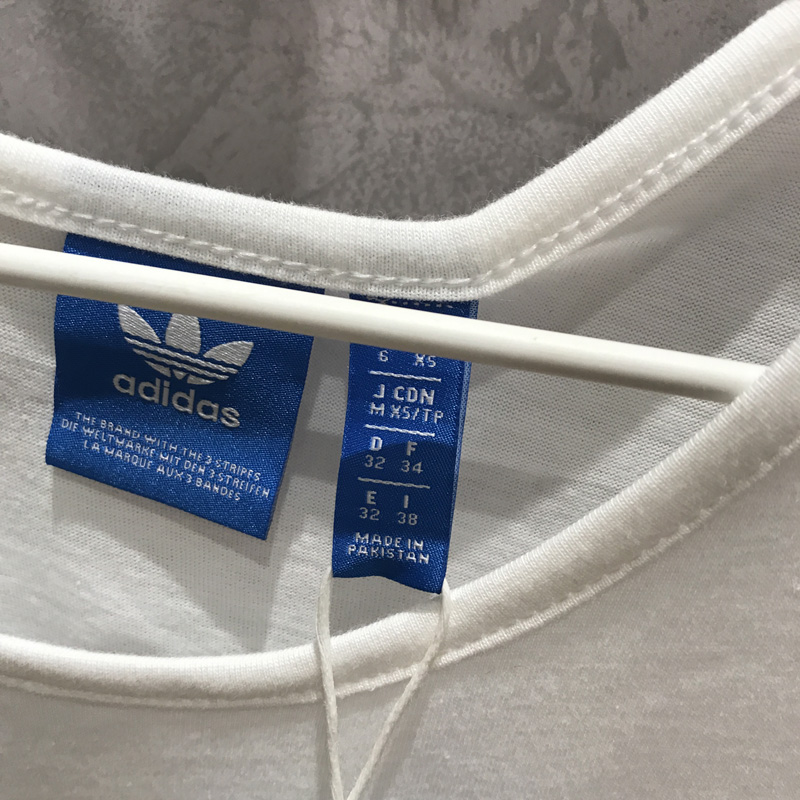 adidas
THE BRAND WITH THE 3 STRIPES
DIE WELTMARKE MIT DEN 3 STREIFEN
LA MARQUE AUX 3 BANDES
6 XS
J CDN
M XS/TP
D F
32 34
E I
32 38
MADE IN
PAKISTAN